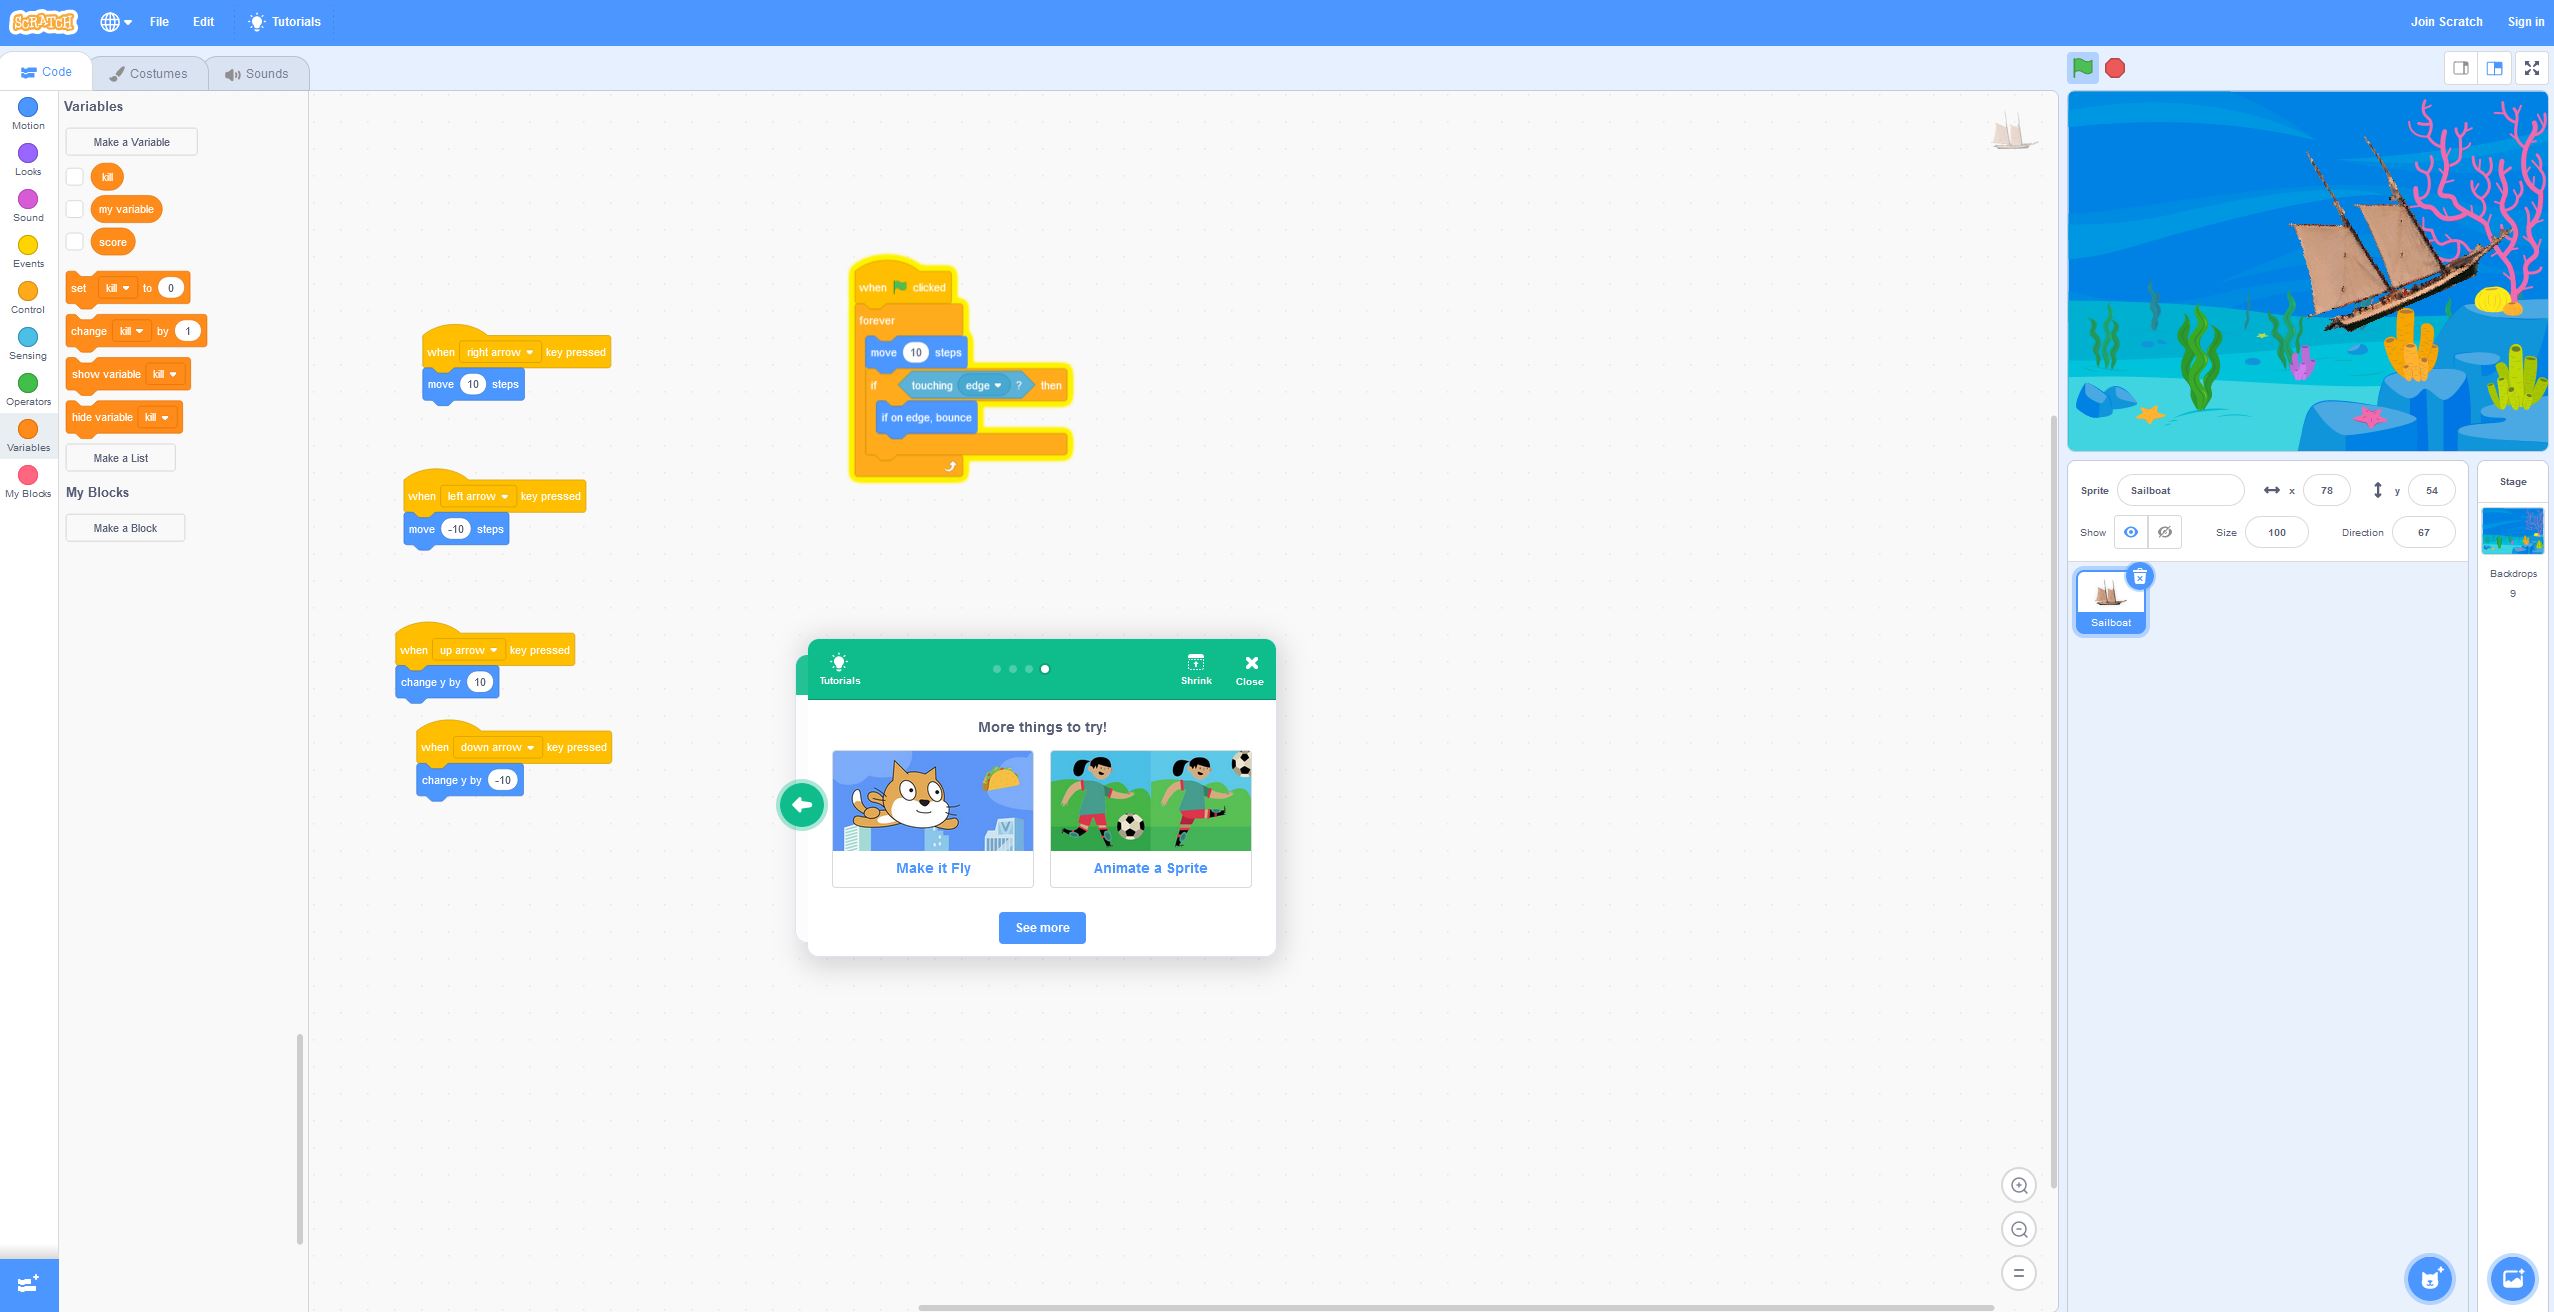 SCRATCH File Edit Tutorials Join Scratch Sign in
Code Costumes Sounds
Motion
Looks
Sound
Events
Control
Sensing
Operators
Variables
My Blocks
Variables
Make a Variable
kill
my variable
score
set kill to 0
change kill by 1
show variable kill
hide variable kill
Make a List
My Blocks
Make a Block
when right arrow key pressed
move 10 steps
when left arrow key pressed
move -10 steps
when up arrow key pressed
change y by 10
when down arrow key pressed
change y by -10
when clicked
forever
move 10 steps
if touching edge ? then
if on edge, bounce
Tutorials Shrink Close
More things to try!
Make it Fly Animate a Sprite
See more
Sprite Sailboat x 78 y 54
Show Size 100 Direction 67
Sailboat
Stage
Backdrops
9